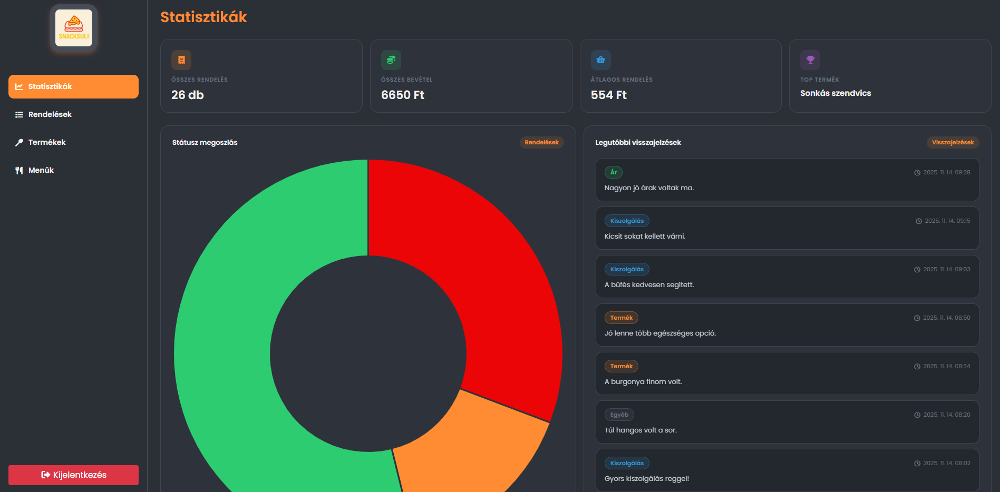 SNACKSULI
Statisztikák
Rendelések
Termékek
Menük
Kijelentkezés
Statisztikák
ÖSSZES RENDELÉS
26 db
ÖSSZES BEVÉTEL
6650 Ft
ÁTLAGOS RENDELÉS
554 Ft
TOP TERMÉK
Sonkás szendvics
Státusz megoszlás
Rendelések
Legutóbbi visszajelzések
Visszajelzések
Ár
2025. 11. 14. 09:28
Nagyon jó árak voltak ma.
Kiszolgálás
2025. 11. 14. 09:15
Kicsit sokat kellett várni.
Kiszolgálás
2025. 11. 14. 09:03
A büfés kedvesen segített.
Termék
2025. 11. 14. 08:50
Jó lenne több egészséges opció.
Termék
2025. 11. 14. 08:34
A burgonya finom volt.
Egyéb
2025. 11. 14. 08:20
Túl hangos volt a sor.
Kiszolgálás
2025. 11. 14. 08:02
Gyors kiszolgálás reggel!